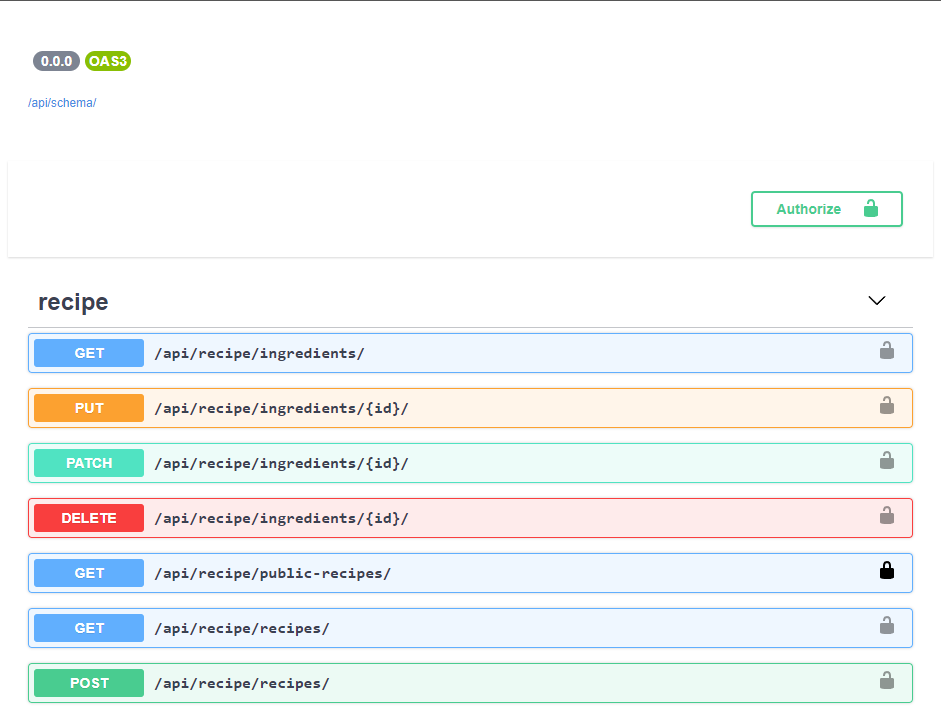 0.0.0 OAS3
/api/schema/
Authorize
recipe
GET /api/recipe/ingredients/
PUT /api/recipe/ingredients/{id}/
PATCH /api/recipe/ingredients/{id}/
DELETE /api/recipe/ingredients/{id}/
GET /api/recipe/public-recipes/
GET /api/recipe/recipes/
POST /api/recipe/recipes/